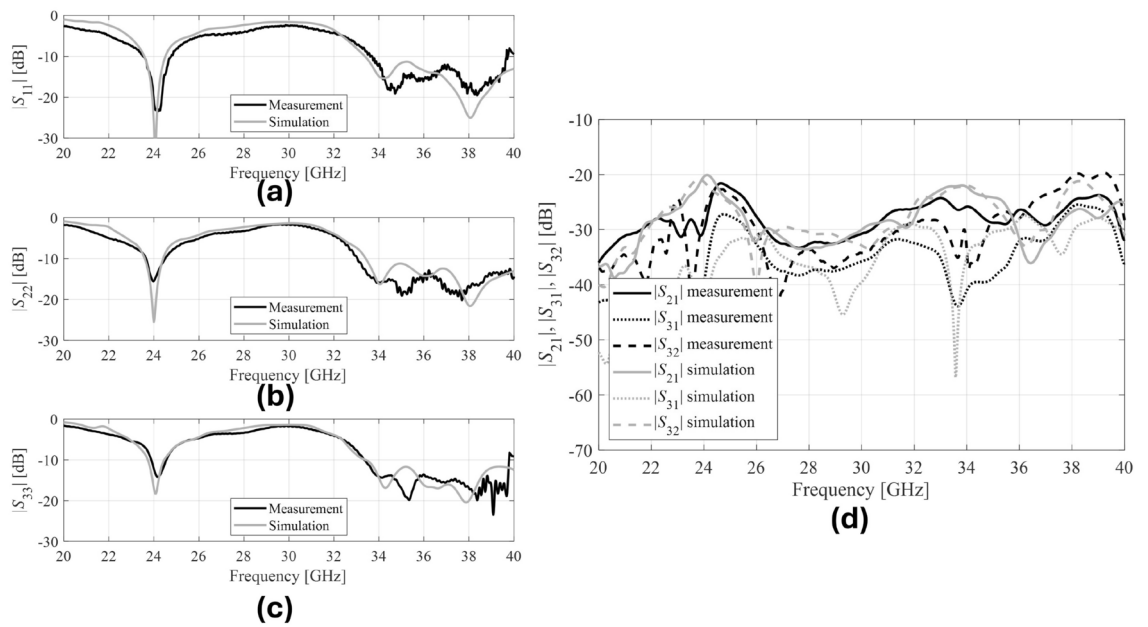 0
-10
-20
-30
|S11| [dB]
Measurement
Simulation
20 22 24 26 28 30 32 34 36 38 40
Frequency [GHz]
(a)
0
-10
-20
-30
|S22| [dB]
Measurement
Simulation
20 22 24 26 28 30 32 34 36 38 40
Frequency [GHz]
(b)
0
-10
-20
-30
|S33| [dB]
Measurement
Simulation
20 22 24 26 28 30 32 34 36 38 40
Frequency [GHz]
(c)
-10
-20
-30
-40
-50
-60
-70
|S21|, |S31|, |S32| [dB]
|S21| measurement
|S31| measurement
|S32| measurement
|S21| simulation
|S31| simulation
|S32| simulation
20 22 24 26 28 30 32 34 36 38 40
Frequency [GHz]
(d)